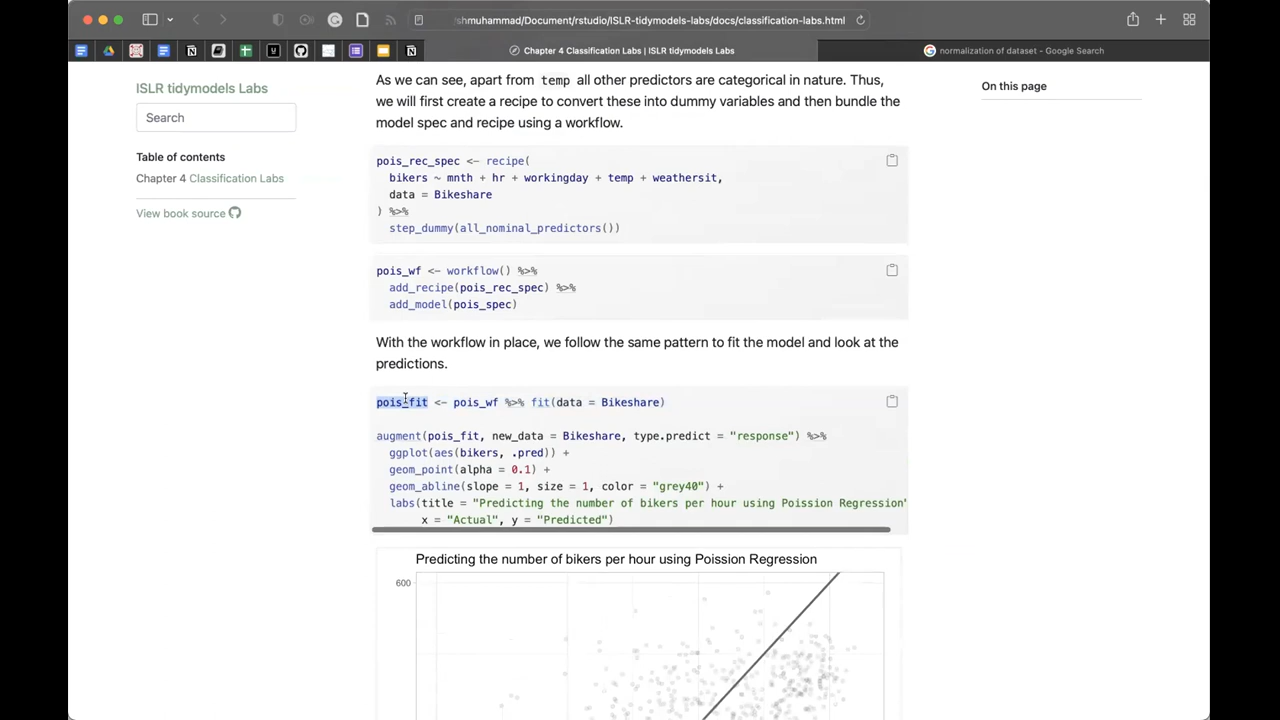 shmuhammad/Document/rstudio/ISLR-tidymodels-labs/docs/classification-labs.html
Chapter 4 Classification Labs | ISLR tidymodels Labs
normalization of dataset - Google Search
ISLR tidymodels Labs
Search
Table of contents
Chapter 4 Classification Labs
View book source
As we can see, apart from temp all other predictors are categorical in nature. Thus,
we will first create a recipe to convert these into dummy variables and then bundle the
model spec and recipe using a workflow.
pois_rec_spec <- recipe(
bikers ~ mnth + hr + workingday + temp + weathersit,
data = Bikeshare
) %>%
step_dummy(all_nominal_predictors())
pois_wf <- workflow() %>%
add_recipe(pois_rec_spec) %>%
add_model(pois_spec)
With the workflow in place, we follow the same pattern to fit the model and look at the
predictions.
pois_fit <- pois_wf %>% fit(data = Bikeshare)
augment(pois_fit, new_data = Bikeshare, type.predict = "response") %>%
ggplot(aes(bikers, .pred)) +
geom_point(alpha = 0.1) +
geom_abline(slope = 1, size = 1, color = "grey40") +
labs(title = "Predicting the number of bikers per hour using Poission Regression"
x = "Actual", y = "Predicted")
Predicting the number of bikers per hour using Poission Regression
600
On this page